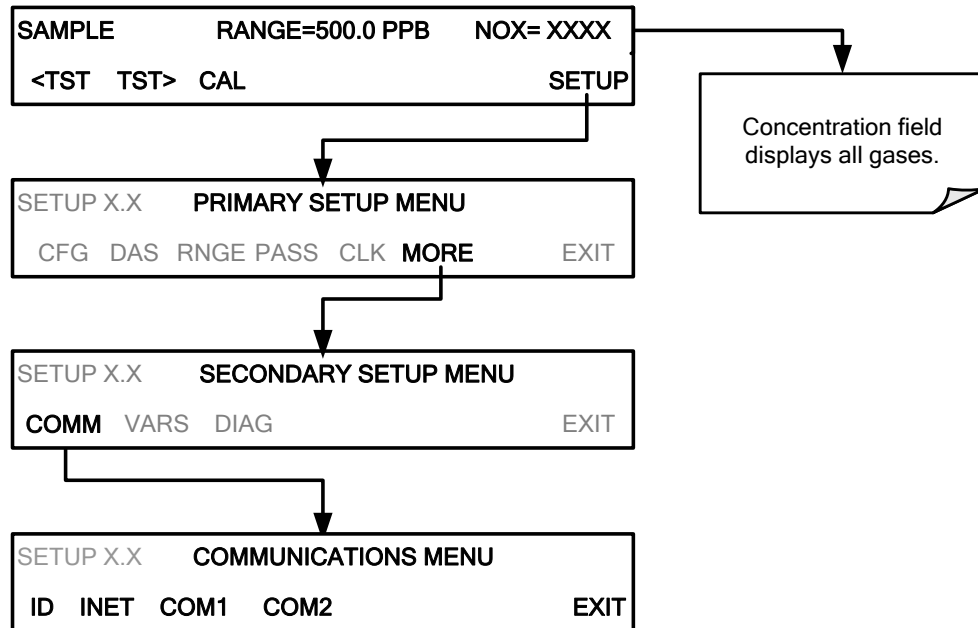 SAMPLE RANGE=500.0 PPB NOX= XXXX
<TST TST> CAL SETUP
Concentration field
displays all gases.
SETUP X.X PRIMARY SETUP MENU
CFG DAS RNGE PASS CLK MORE EXIT
SETUP X.X SECONDARY SETUP MENU
COMM VARS DIAG EXIT
SETUP X.X COMMUNICATIONS MENU
ID INET COM1 COM2 EXIT